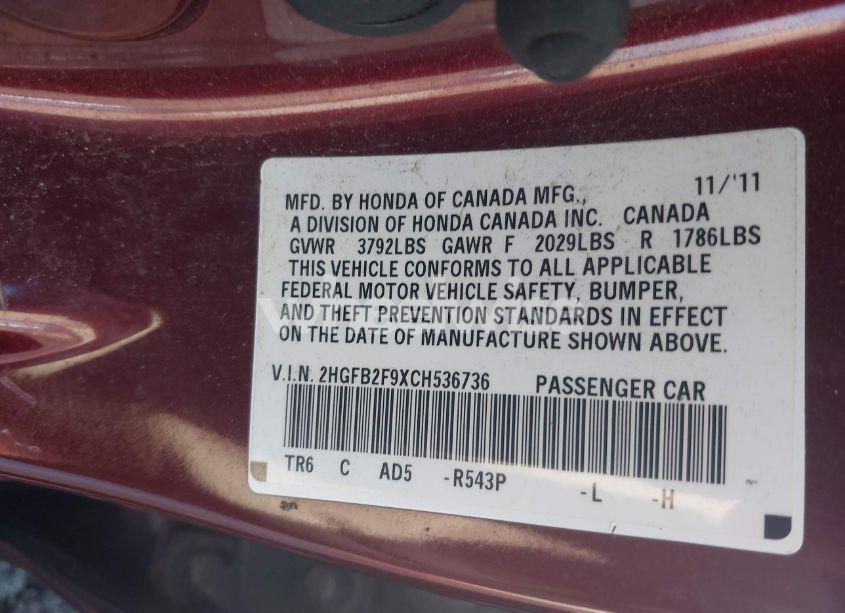 11/'11
MFD. BY HONDA OF CANADA MFG.,
A DIVISION OF HONDA CANADA INC. CANADA
GVWR 3792LBS GAWR F 2029LBS R 1786LBS
THIS VEHICLE CONFORMS TO ALL APPLICABLE
FEDERAL MOTOR VEHICLE SAFETY, BUMPER,
AND THEFT PREVENTION STANDARDS IN EFFECT
ON THE DATE OF MANUFACTURE SHOWN ABOVE.
V.I.N. 2HGFB2F9XCH536736 PASSENGER CAR
TR6 C AD5 -R543P -L -H